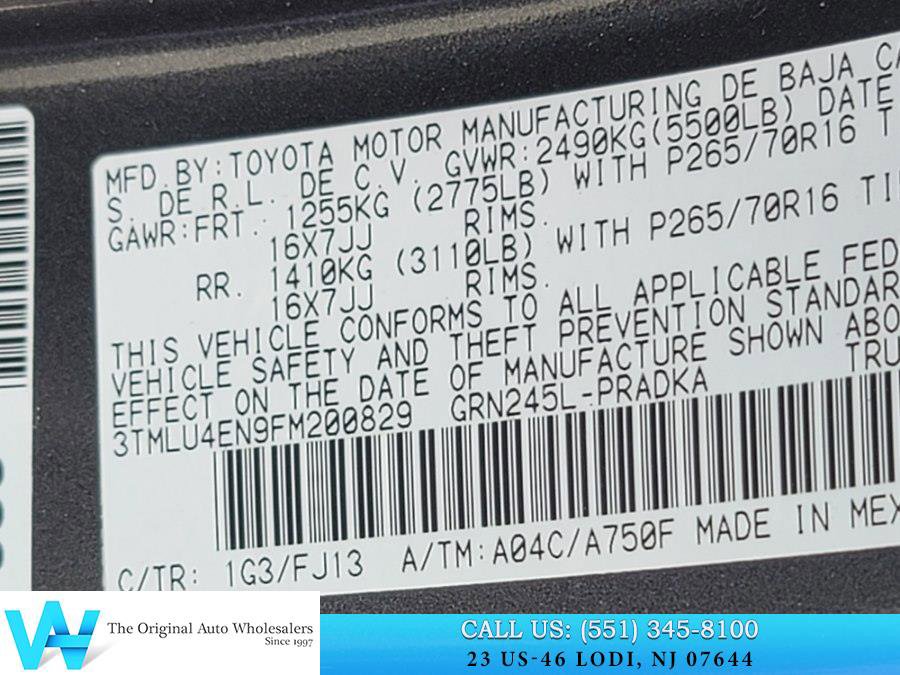 MFD.BY:TOYOTA MOTOR MANUFACTURING DE BAJA CA
S. DE R.L. DE C.V. GVWR:2490KG(5500LB) DATE
GAWR:FRT. 1255KG (2775LB) WITH P265/70R16 T
16X7JJ RIMS.
RR. 1410KG (3110LB) WITH P265/70R16 TI
16X7JJ RIMS.
THIS VEHICLE CONFORMS TO ALL APPLICABLE FED
VEHICLE SAFETY AND THEFT PREVENTION STANDAR
EFFECT ON THE DATE OF MANUFACTURE SHOWN ABO
3TMLU4EN9FM200829 GRN245L-PRADKA TRU
C/TR: 1G3/FJ13 A/TM:A04C/A750F MADE IN MEX
The Original Auto Wholesalers
Since 1997
CALL US: (551) 345-8100
23 US-46 LODI, NJ 07644